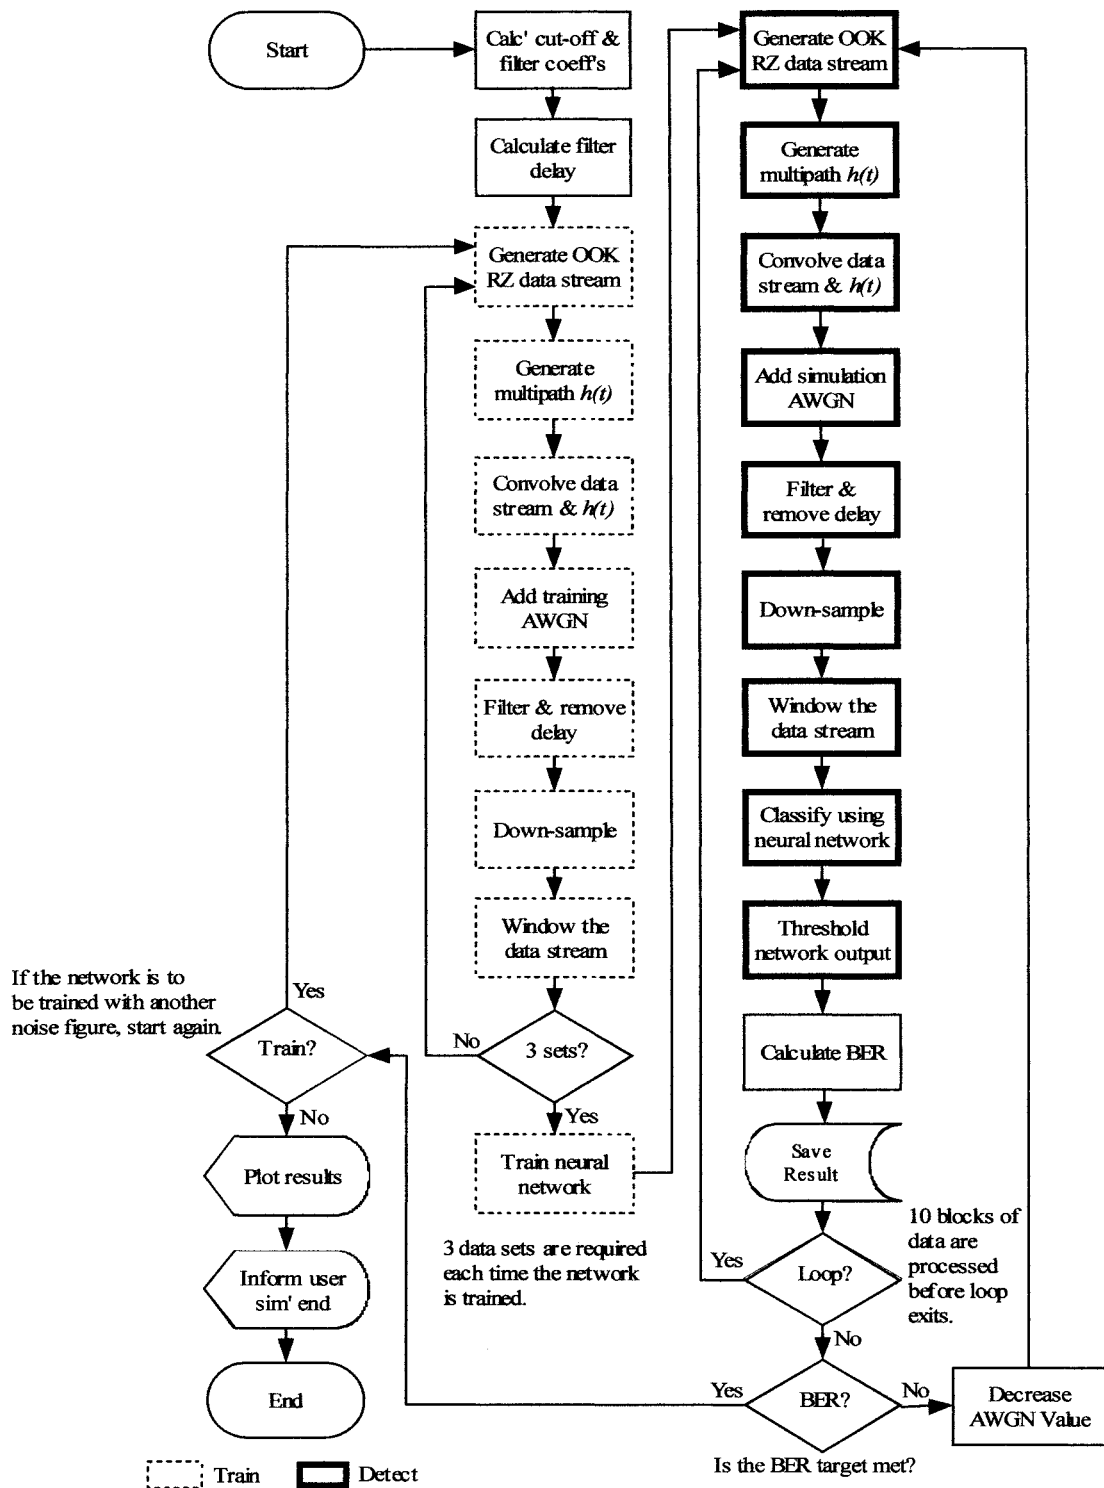 Start
Calc' cut-off &
filter coeff's
Calculate filter
delay
Generate OOK
RZ data stream
Generate
multipath h(t)
Convolve data
stream & h(t)
Add training
AWGN
Filter & remove
delay
Down-sample
Window the
data stream
3 sets?
No
Yes
Train neural
network
3 data sets are required
each time the network
is trained.
If the network is to
be trained with another
noise figure, start again.
Yes
Train?
No
Plot results
Inform user
sim' end
End
Generate OOK
RZ data stream
Generate
multipath h(t)
Convolve data
stream & h(t)
Add simulation
AWGN
Filter &
remove delay
Down-sample
Window the
data stream
Classify using
neural network
Threshold
network output
Calculate BER
Save
Result
10 blocks of
data are
processed
before loop
exits.
Yes
Loop?
No
Yes
BER?
No
Decrease
AWGN Value
Is the BER target met?
Train
Detect